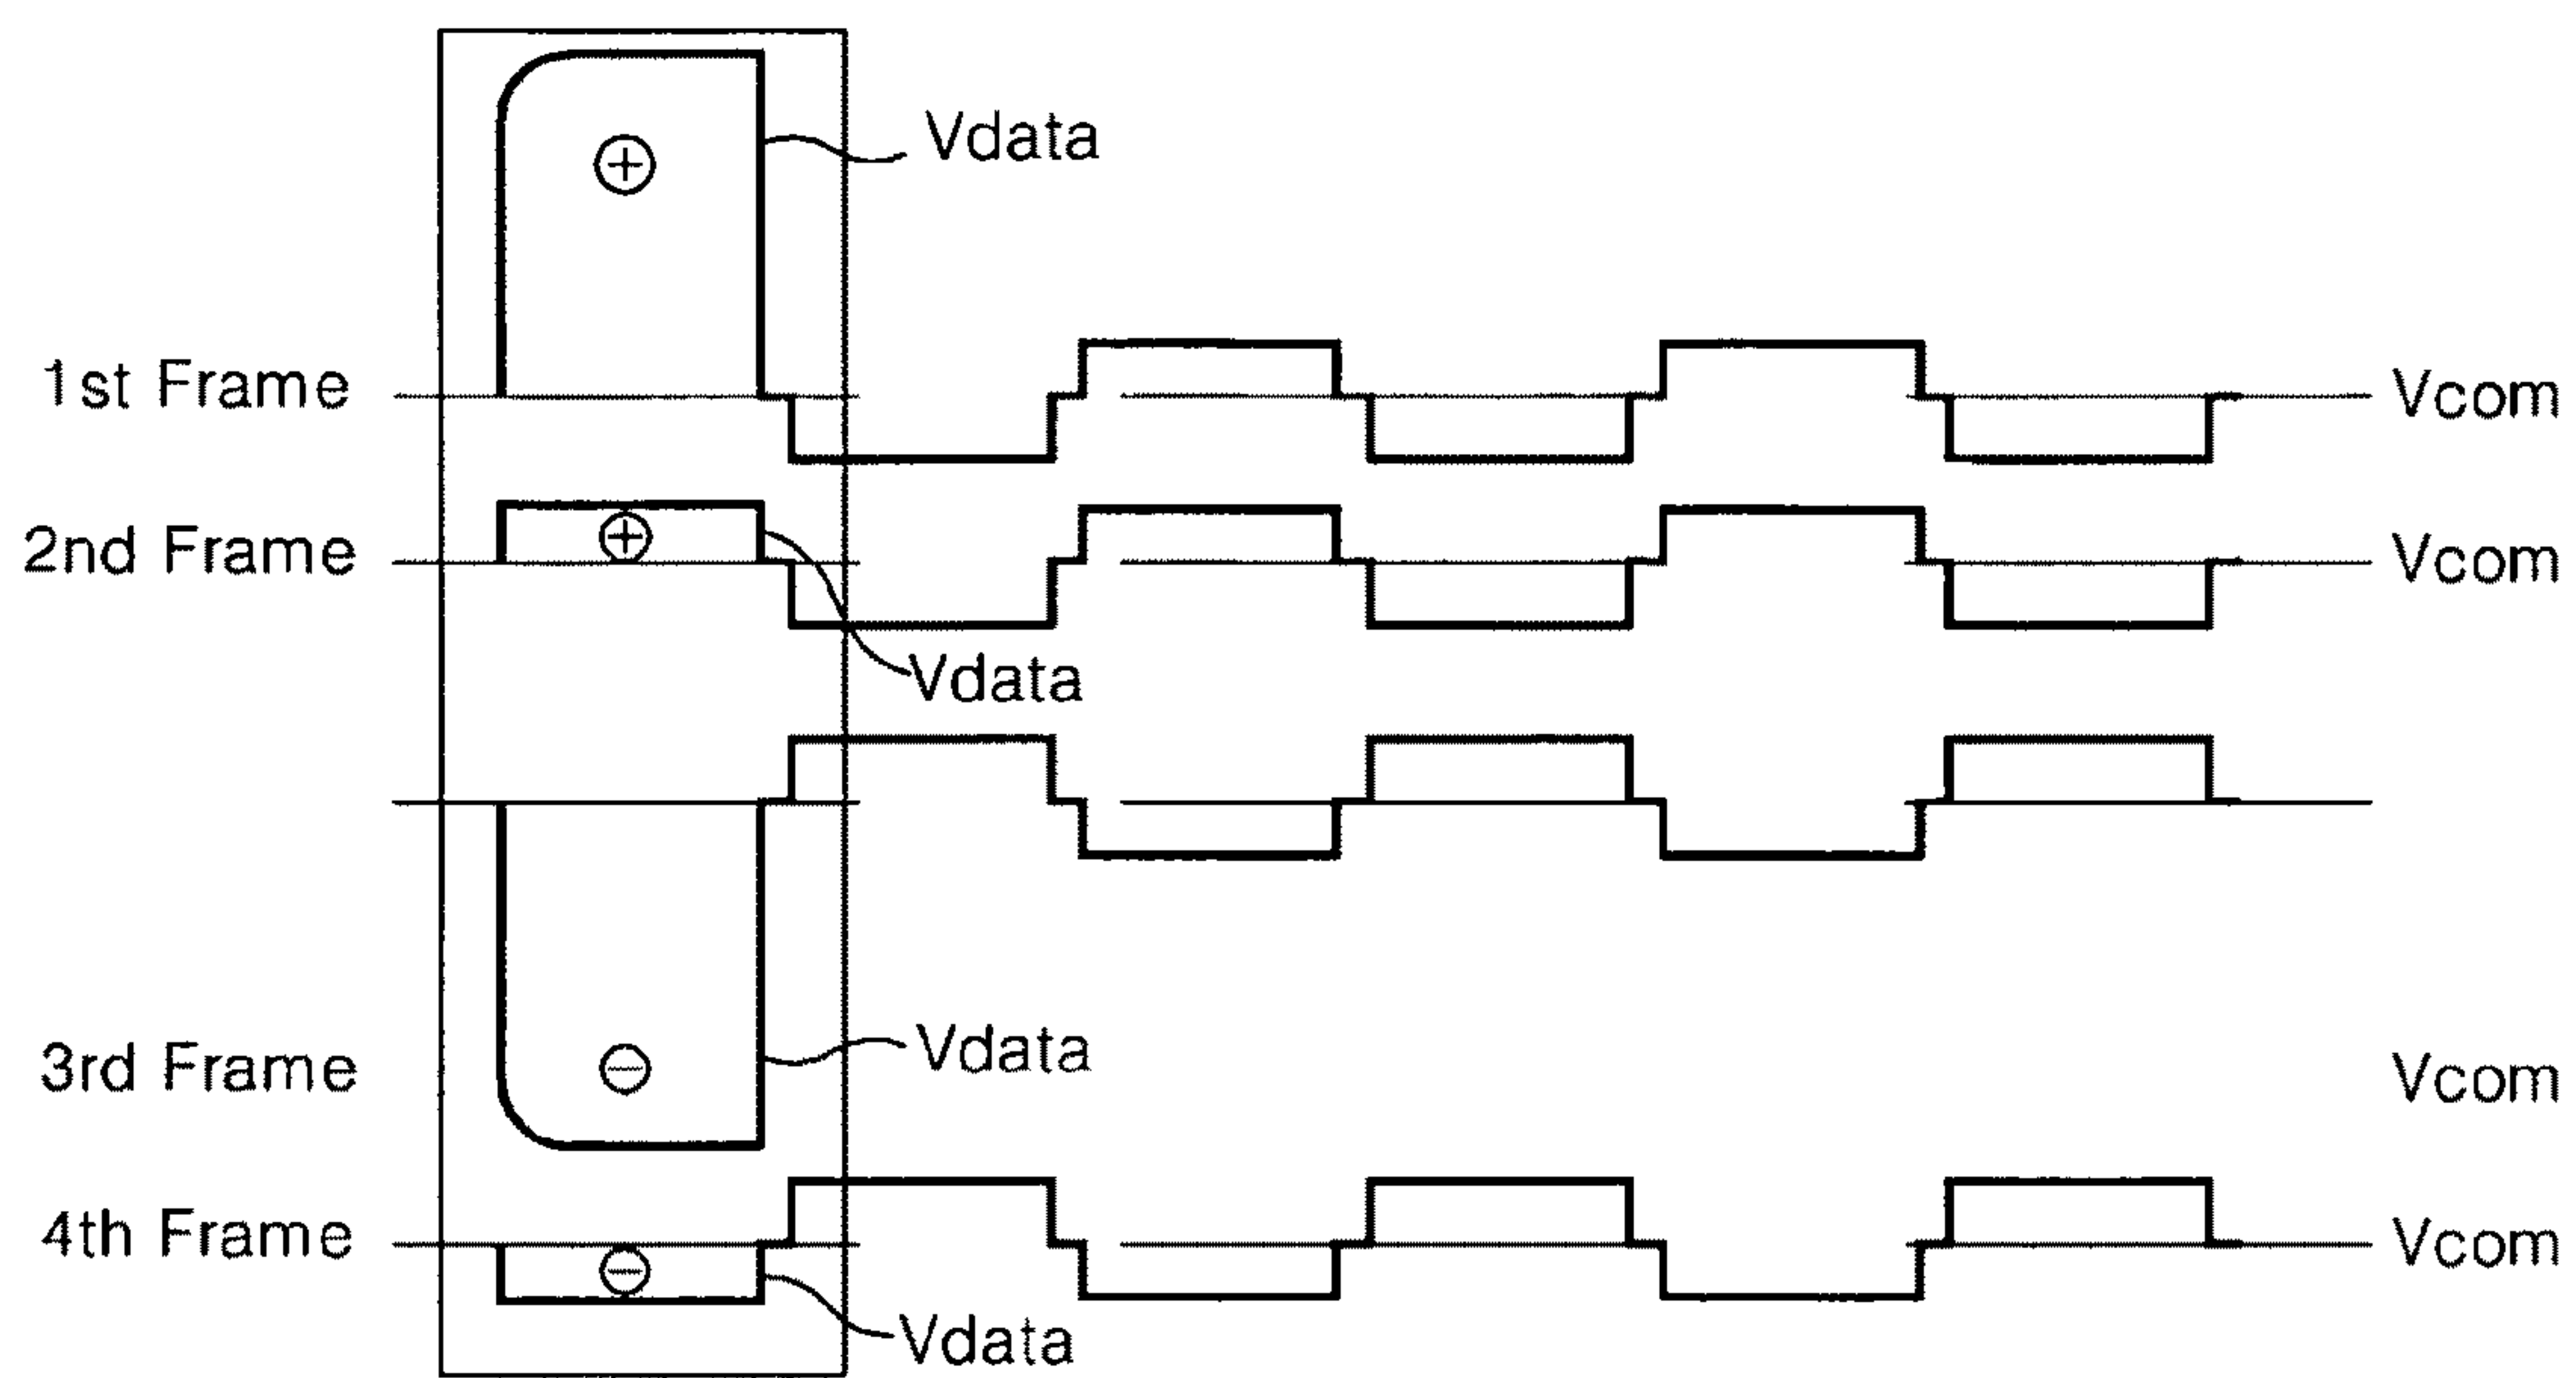 Vdata
1st Frame
Vcom
2nd Frame
Vcom
Vdata
3rd Frame
Vdata
Vcom
4th Frame
Vcom
Vdata